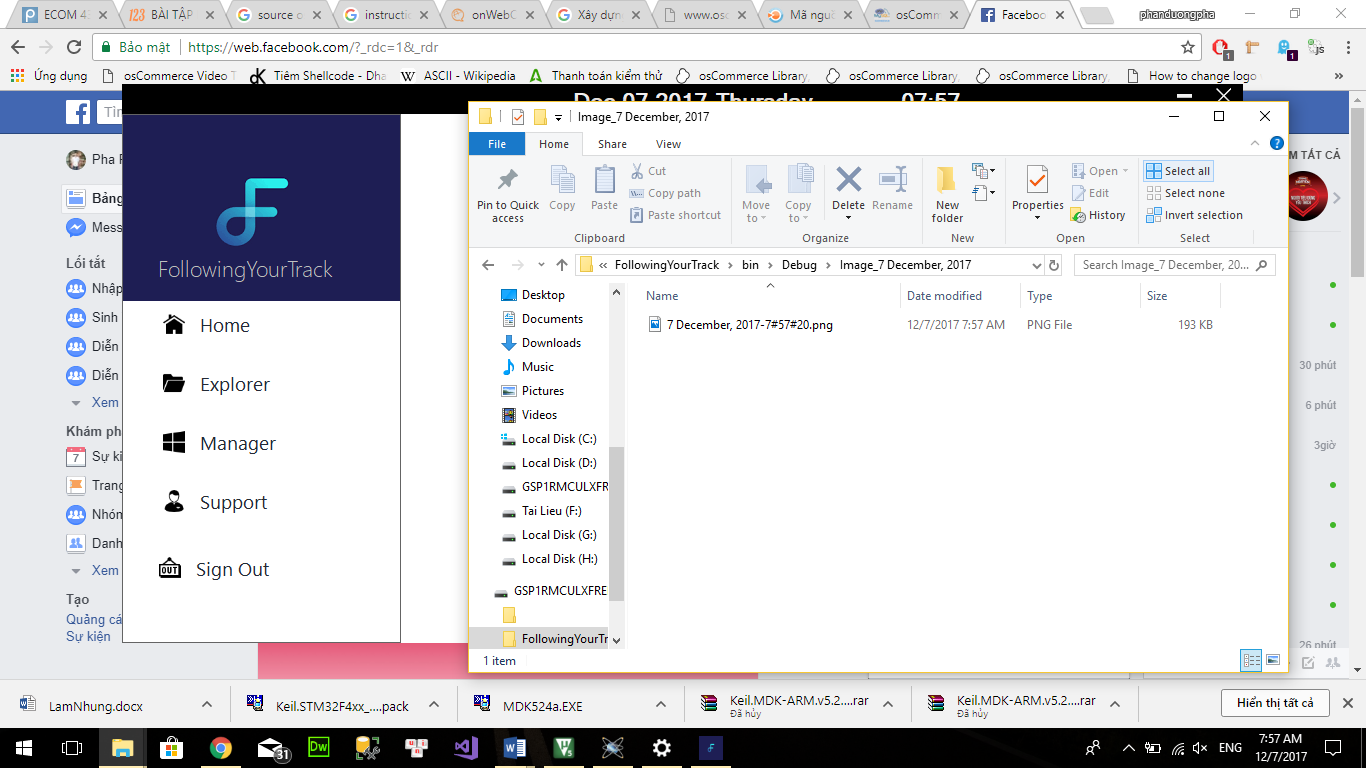 ECOM 43
BÀI TẬP
source o
instructio
onWebC
Xây dựn
www.osc
Mã nguồ
osComm
Facebook
phanduongpha
Bảo mật | https://web.facebook.com/?_rdc=1&_rdr
Ứng dụng
osCommerce Video T
Tiêm Shellcode - Dha
ASCII - Wikipedia
Thanh toán kiểm thử
osCommerce Library,
osCommerce Library,
osCommerce Library,
How to change logo
Dec 07 2017 Thursday 07:57
Pha P
Bảng
Mess
Lối tắt
Nhập
Sinh
Diễn
Diễn
Xem
Khám ph
7 Sự ki
Trang
Nhóm
Danh
Xem
Tạo
Quảng cá
Sự kiện
FollowingYourTrack
Home
Explorer
Manager
Support
OUT Sign Out
Image_7 December, 2017
File Home Share View
Pin to Quick access
Copy
Paste
Cut
Copy path
Paste shortcut
Clipboard
Move to
Copy to
Delete
Rename
Organize
New folder
New
Properties
Open
Edit
History
Open
Select all
Select none
Invert selection
Select
« FollowingYourTrack › bin › Debug › Image_7 December, 2017
Search Image_7 December, 20...
Desktop
Documents
Downloads
Music
Pictures
Videos
Local Disk (C:)
Local Disk (D:)
GSP1RMCULXFR
Tai Lieu (F:)
Local Disk (G:)
Local Disk (H:)
GSP1RMCULXFRE
FollowingYourTr
Name Date modified Type Size
7 December, 2017-7#57#20.png 12/7/2017 7:57 AM PNG File 193 KB
1 item
M TẤT CẢ
30 phút
6 phút
3giờ
26 phút
LamNhung.docx
Keil.STM32F4xx_....pack
MDK524a.EXE
Keil.MDK-ARM.v5.2....rar
Đã hủy
Keil.MDK-ARM.v5.2....rar
Đã hủy
Hiển thị tất cả
31
Dw
ENG
7:57 AM
12/7/2017